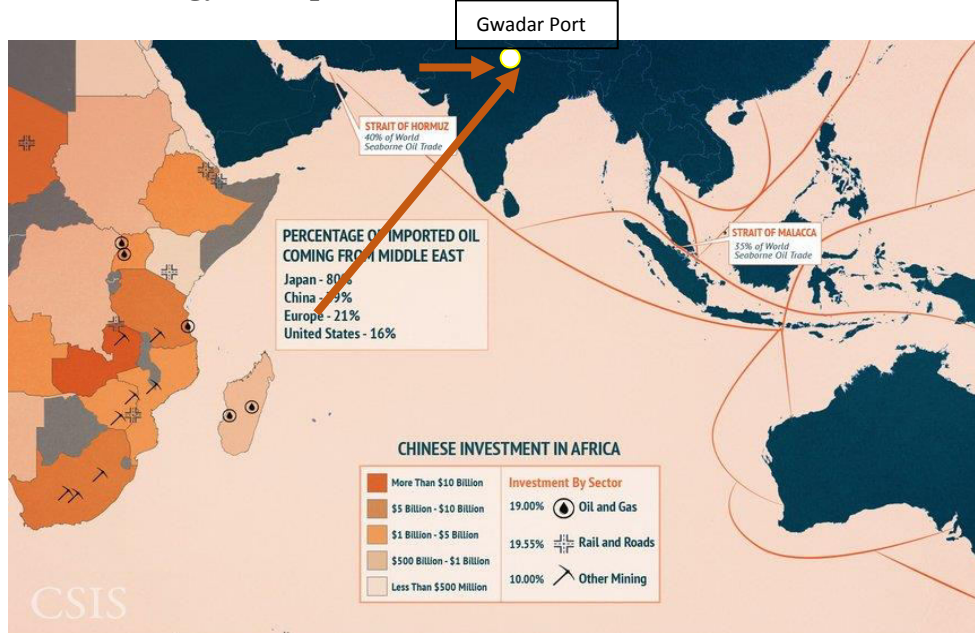 Gwadar Port
STRAIT OF HORMUZ
40% of World
Seaborne Oil Trade
PERCENTAGE OF IMPORTED OIL
COMING FROM MIDDLE EAST
Japan - 80%
China - 9%
Europe - 21%
United States - 16%
STRAIT OF MALACCA
35% of World
Seaborne Oil Trade
CHINESE INVESTMENT IN AFRICA
More Than $10 Billion
$5 Billion - $10 Billion
$1 Billion - $5 Billion
$500 Billion - $1 Billion
Less Than $500 Million
Investment By Sector
19.00% Oil and Gas
19.55% Rail and Roads
10.00% Other Mining
CSIS